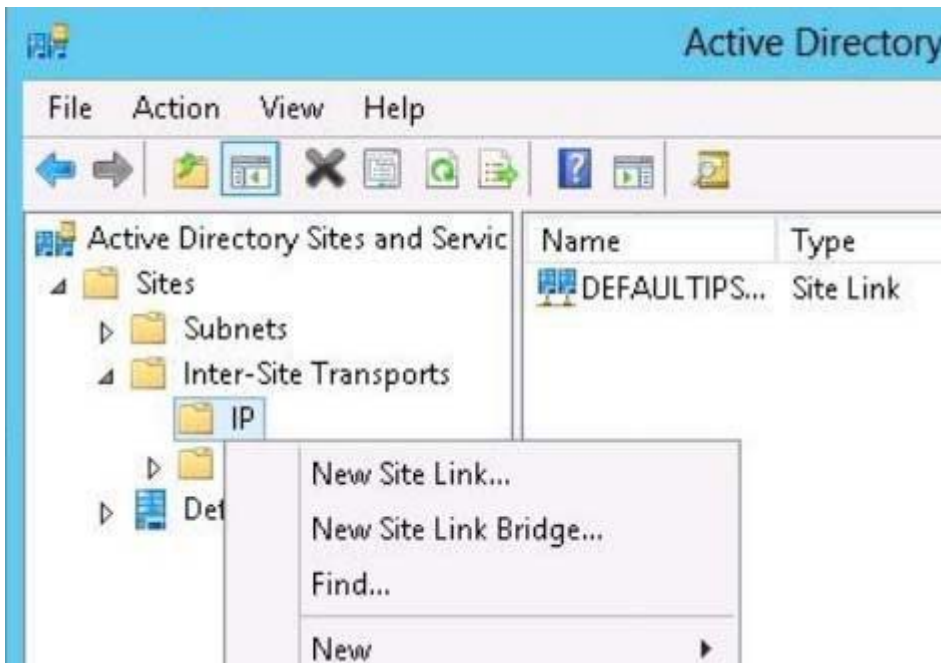 Active Directory
File Action View Help
Active Directory Sites and Servic
Name Type
Sites
DEFAULTIPS... Site Link
Subnets
Inter-Site Transports
IP
New Site Link...
Def
New Site Link Bridge...
Find...
New